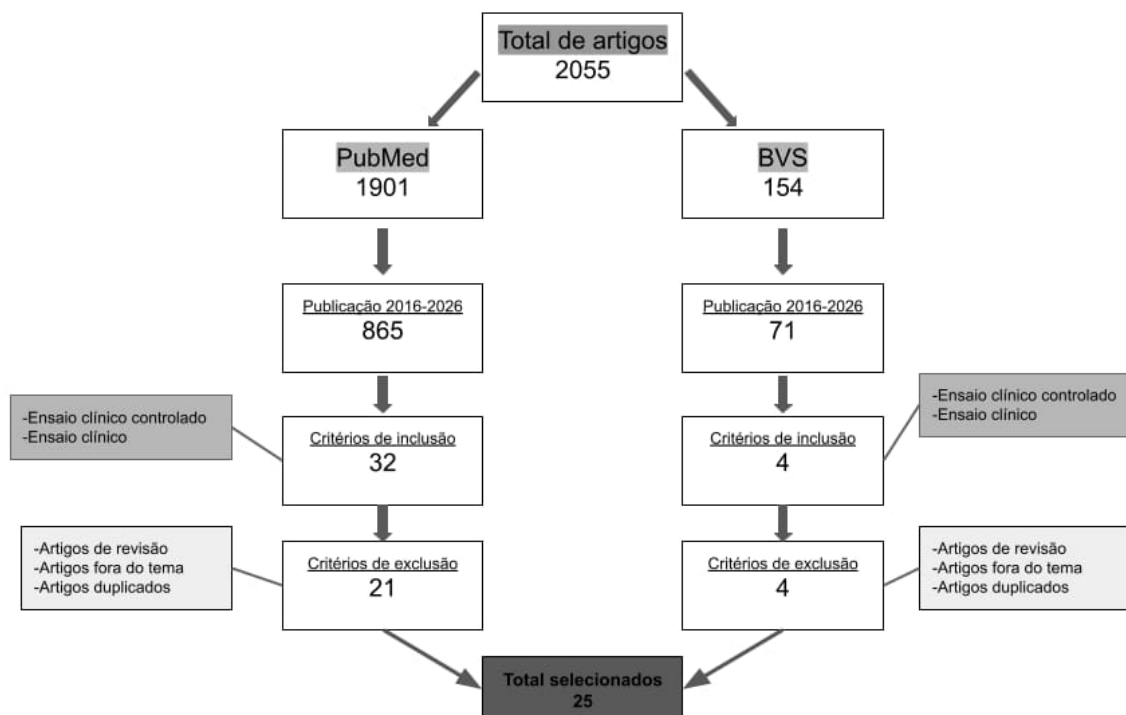 Total de artigos
2055
PubMed
1901
BVS
154
Publicação 2016-2026
865
Publicação 2016-2026
71
-Ensaio clínico controlado
-Ensaio clínico
Critérios de inclusão
32
Critérios de inclusão
4
-Ensaio clínico controlado
-Ensaio clínico
-Artigos de revisão
-Artigos fora do tema
-Artigos duplicados
Critérios de exclusão
21
Critérios de exclusão
4
-Artigos de revisão
-Artigos fora do tema
-Artigos duplicados
Total selecionados
25